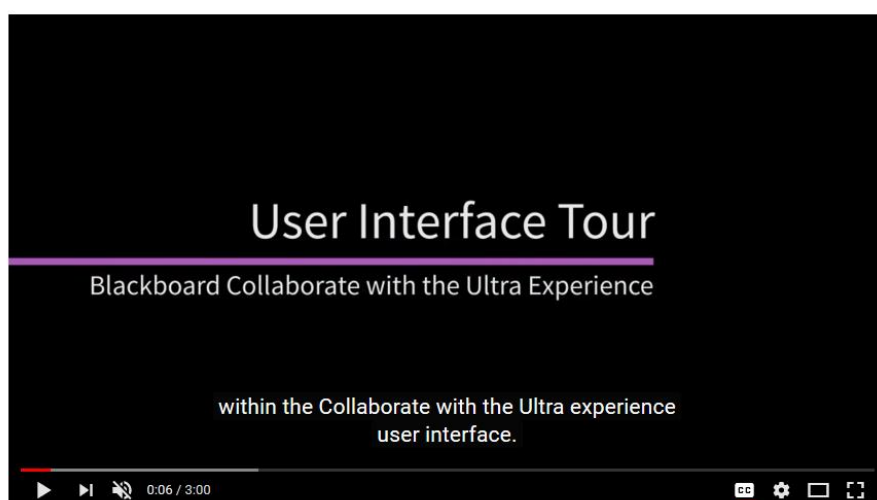 User Interface Tour
Blackboard Collaborate with the Ultra Experience
within the Collaborate with the Ultra experience
user interface.
0:06 / 3:00
CC